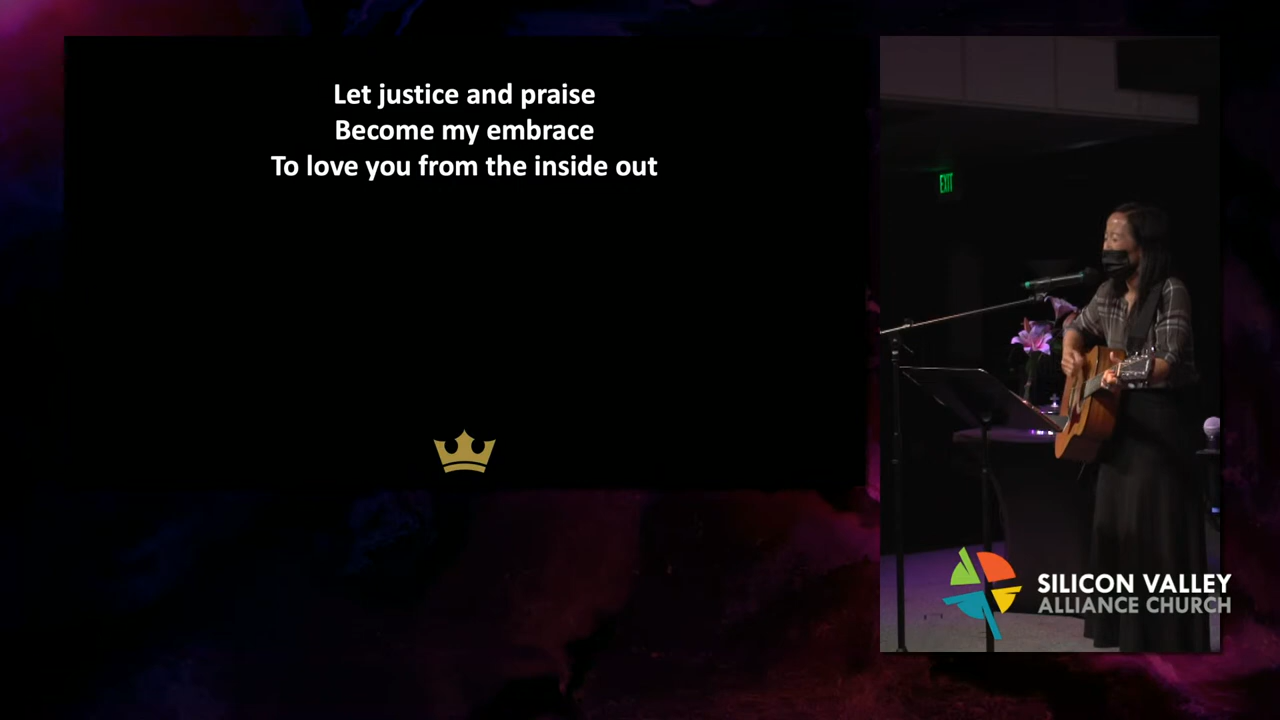 Let justice and praise
Become my embrace
To love you from the inside out
EXIT
SILICON VALLEY
ALLIANCE CHURCH